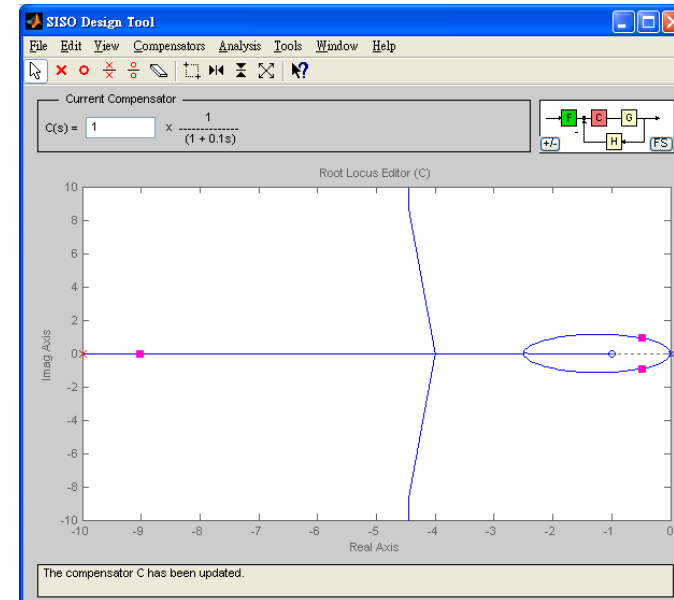 SISO Design Tool
File Edit View Compensators Analysis Tools Window Help
Current Compensator
C(s) = 1 x 1
(1 + 0.1s)
F C G
+/- - H FS
Root Locus Editor (C)
10
8
6
4
2
0
-2
-4
-6
-8
-10
Imag Axis
-10 -9 -8 -7 -6 -5 -4 -3 -2 -1 0
Real Axis
The compensator C has been updated.